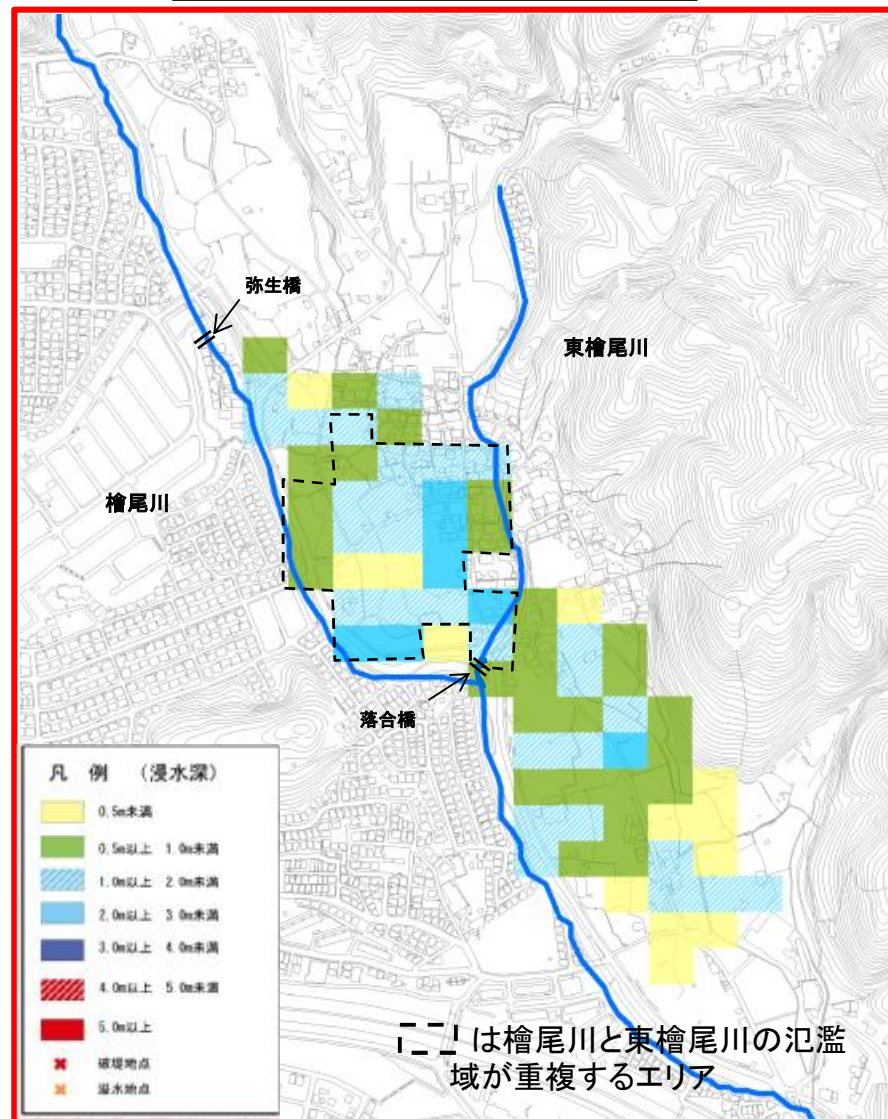 弥生橋
東檜尾川
檜尾川
落合橋
凡 例 (浸水深)
0.5m未満
0.5m以上 1.0m未満
1.0m以上 2.0m未満
2.0m以上 3.0m未満
3.0m以上 4.0m未満
4.0m以上 5.0m未満
5.0m以上
破堤地点
溢水地点
は檜尾川と東檜尾川の氾濫
域が重複するエリア